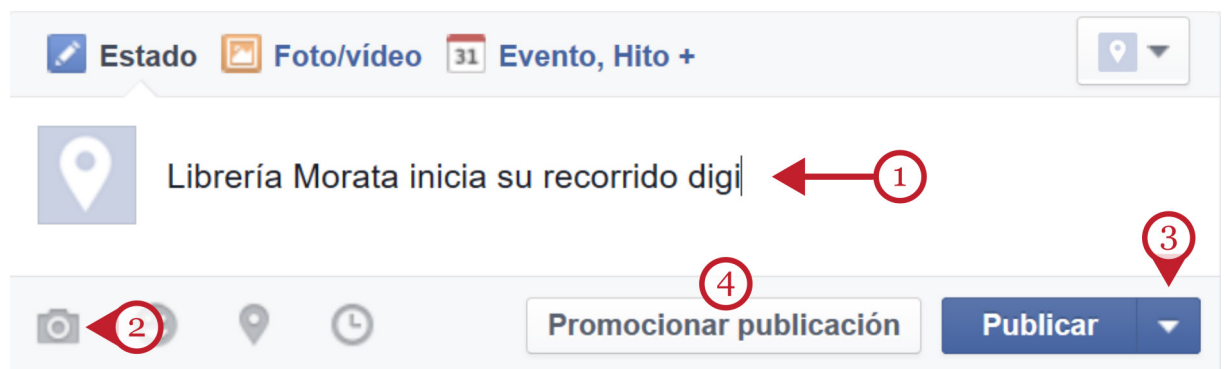 Estado Foto/vídeo 31 Evento, Hito +
Librería Morata inicia su recorrido digi
1
3
4
2
Promocionar publicación Publicar